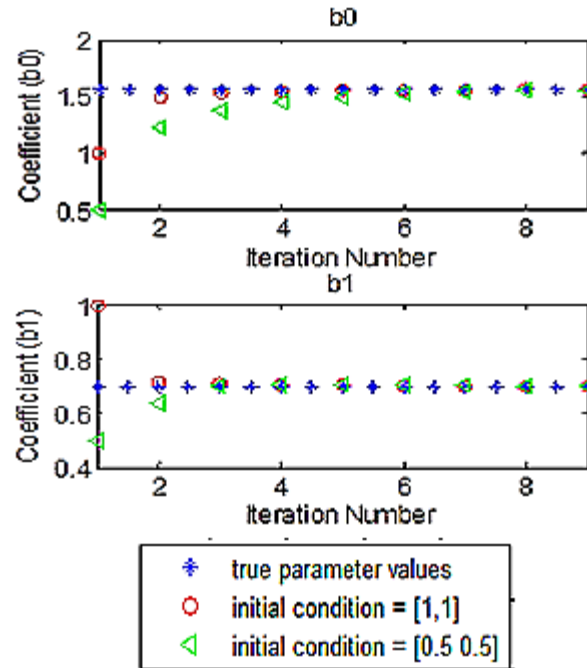 b0
2
1.5
1
0.5
Coefficient (b0)
2 4 6 8
Iteration Number
b1
1
0.8
0.6
0.4
Coefficient (b1)
2 4 6 8
Iteration Number
true parameter values
initial condition = [1,1]
initial condition = [0.5 0.5]